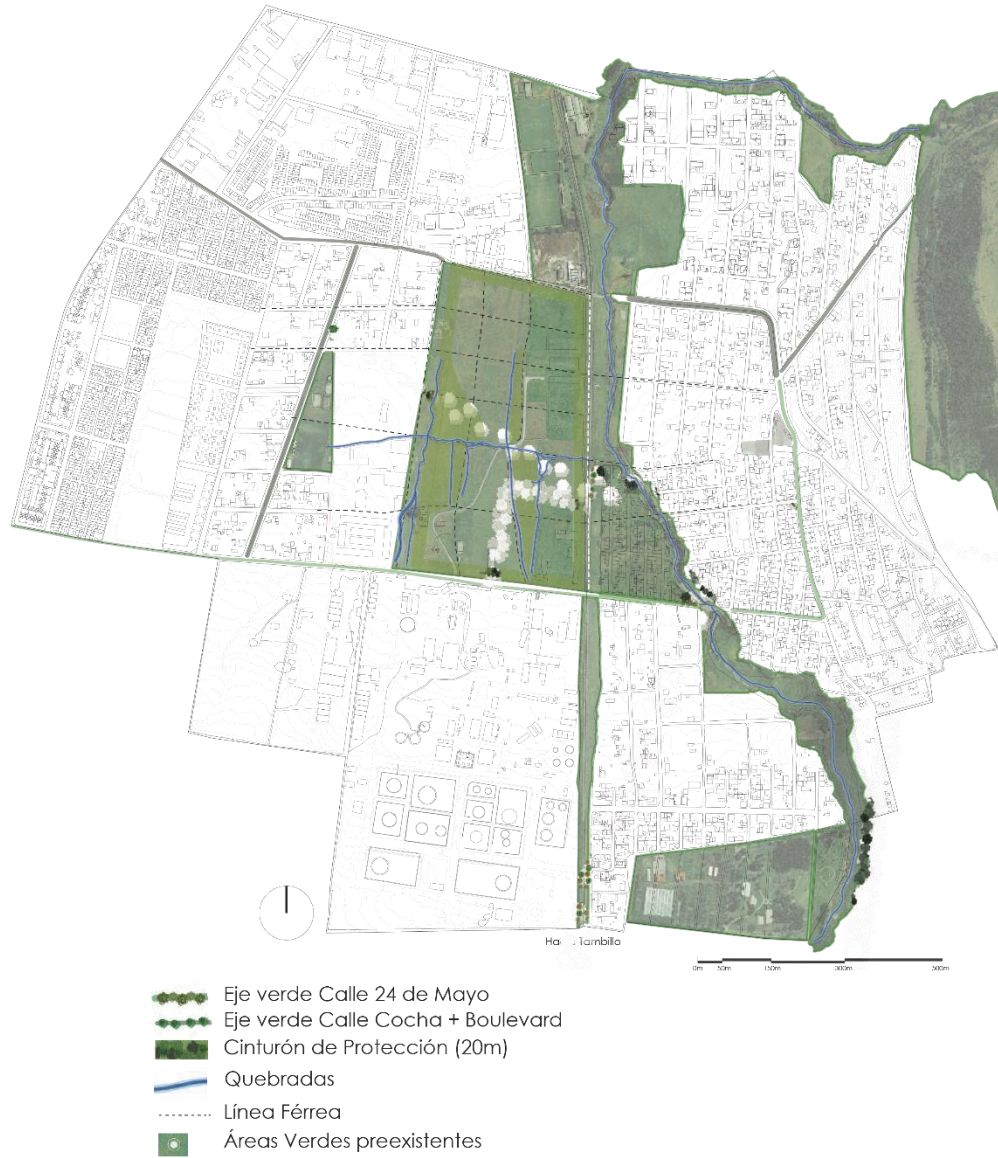 Tambillo
0m 50m 150m 300m 500m
Eje verde Calle 24 de Mayo
Eje verde Calle Cocha + Boulevard
Cinturón de Protección (20m)
Quebradas
Línea Férrea
Áreas Verdes preexistentes